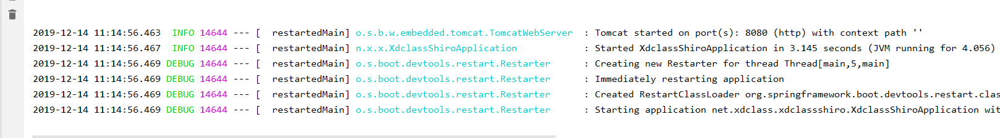 2019-12-14 11:14:56.463  INFO 14644 --- [  restartedMain] o.s.b.w.embedded.tomcat.TomcatWebServer  : Tomcat started on port(s): 8080 (http) with context path ''
2019-12-14 11:14:56.467  INFO 14644 --- [  restartedMain] n.x.x.XdclassShiroApplication            : Started XdclassShiroApplication in 3.145 seconds (JVM running for 4.056)
2019-12-14 11:14:56.469 DEBUG 14644 --- [  restartedMain] o.s.boot.devtools.restart.Restarter      : Creating new Restarter for thread Thread[main,5,main]
2019-12-14 11:14:56.469 DEBUG 14644 --- [  restartedMain] o.s.boot.devtools.restart.Restarter      : Immediately restarting application
2019-12-14 11:14:56.469 DEBUG 14644 --- [  restartedMain] o.s.boot.devtools.restart.Restarter      : Created RestartClassLoader org.springframework.boot.devtools.restart.clas
2019-12-14 11:14:56.469 DEBUG 14644 --- [  restartedMain] o.s.boot.devtools.restart.Restarter      : Starting application net.xdclass.xdclassshiro.XdclassShiroApplication wit